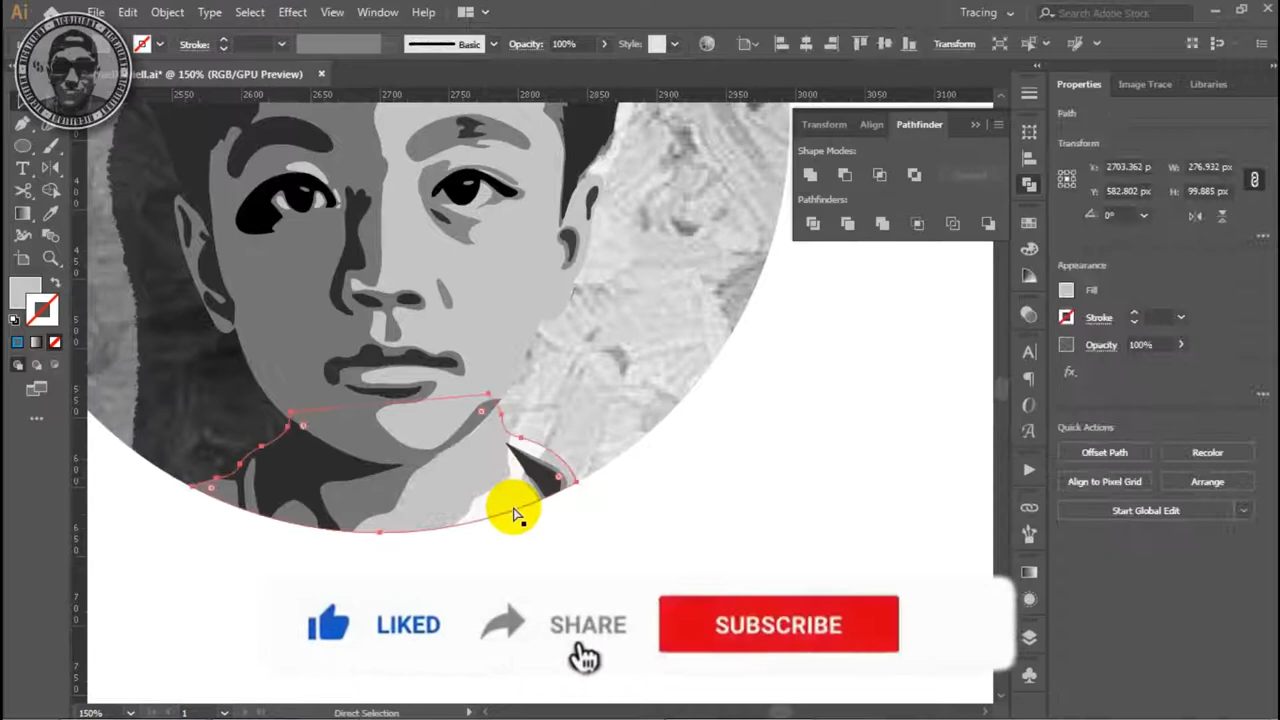 Ai File Edit Object Type Select Effect View Window Help Tracing Search Adobe Stock
Stroke: Basic Opacity: 100% Style: Transform
ell.ai* @ 150% (RGB/GPU Preview) ×
Properties Image Trace Libraries
2550 2600 2650 2700 2750 2800 2850 2900 2950 3000 3050 3100
Transform Align Pathfinder
Shape Modes:
Pathfinders:
Path
Transform
X: 2703.362 p W: 276.932 px
Y: 582.802 px H: 99.885 px
0°
Appearance
Fill
Stroke
Opacity 100%
fx.
Quick Actions
Offset Path Recolor
Align to Pixel Grid Arrange
Start Global Edit
LIKED SHARE SUBSCRIBE
150% 1 Direct Selection